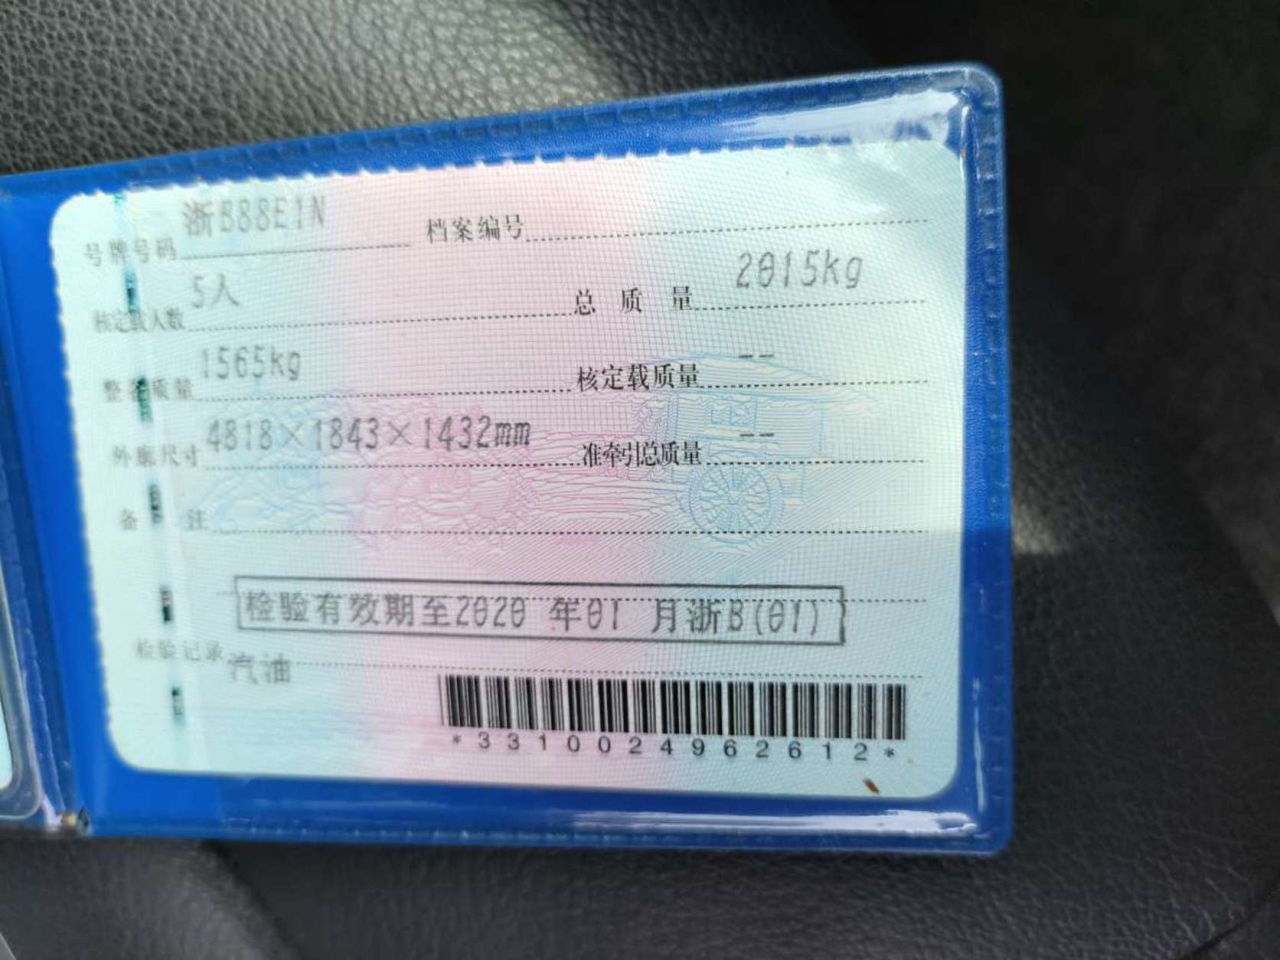 号牌号码 浙B88E1N 档案编号
核定载人数 5人 总质量 2015kg
整备质量 1565kg 核定载质量 --
外廓尺寸 4818×1843×1432mm 准牵引总质量 --
备注
检验有效期至2020 年01 月浙B(01)
检验记录 汽油
*3310024962612*